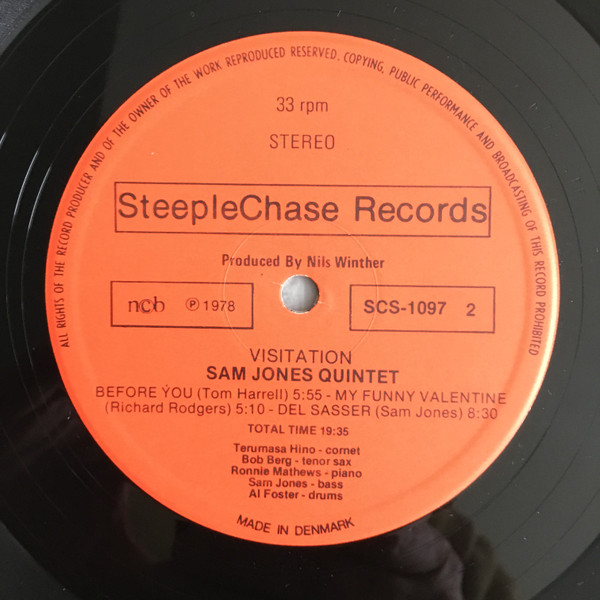 ALL RIGHTS OF THE RECORD PRODUCER AND OF THE OWNER OF THE WORK REPRODUCED RESERVED. COPYING, PUBLIC PERFORMANCE AND BROADCASTING OF THIS RECORD PROHIBITED
33 rpm
STEREO
SteepleChase Records
Produced By Nils Winther
ncb ℗ 1978
SCS-1097 2
VISITATION
SAM JONES QUINTET
BEFORE YOU (Tom Harrell) 5:55 - MY FUNNY VALENTINE
(Richard Rodgers) 5:10 - DEL SASSER (Sam Jones) 8:30
TOTAL TIME 19:35
Terumasa Hino - cornet
Bob Berg - tenor sax
Ronnie Mathews - piano
Sam Jones - bass
Al Foster - drums
MADE IN DENMARK